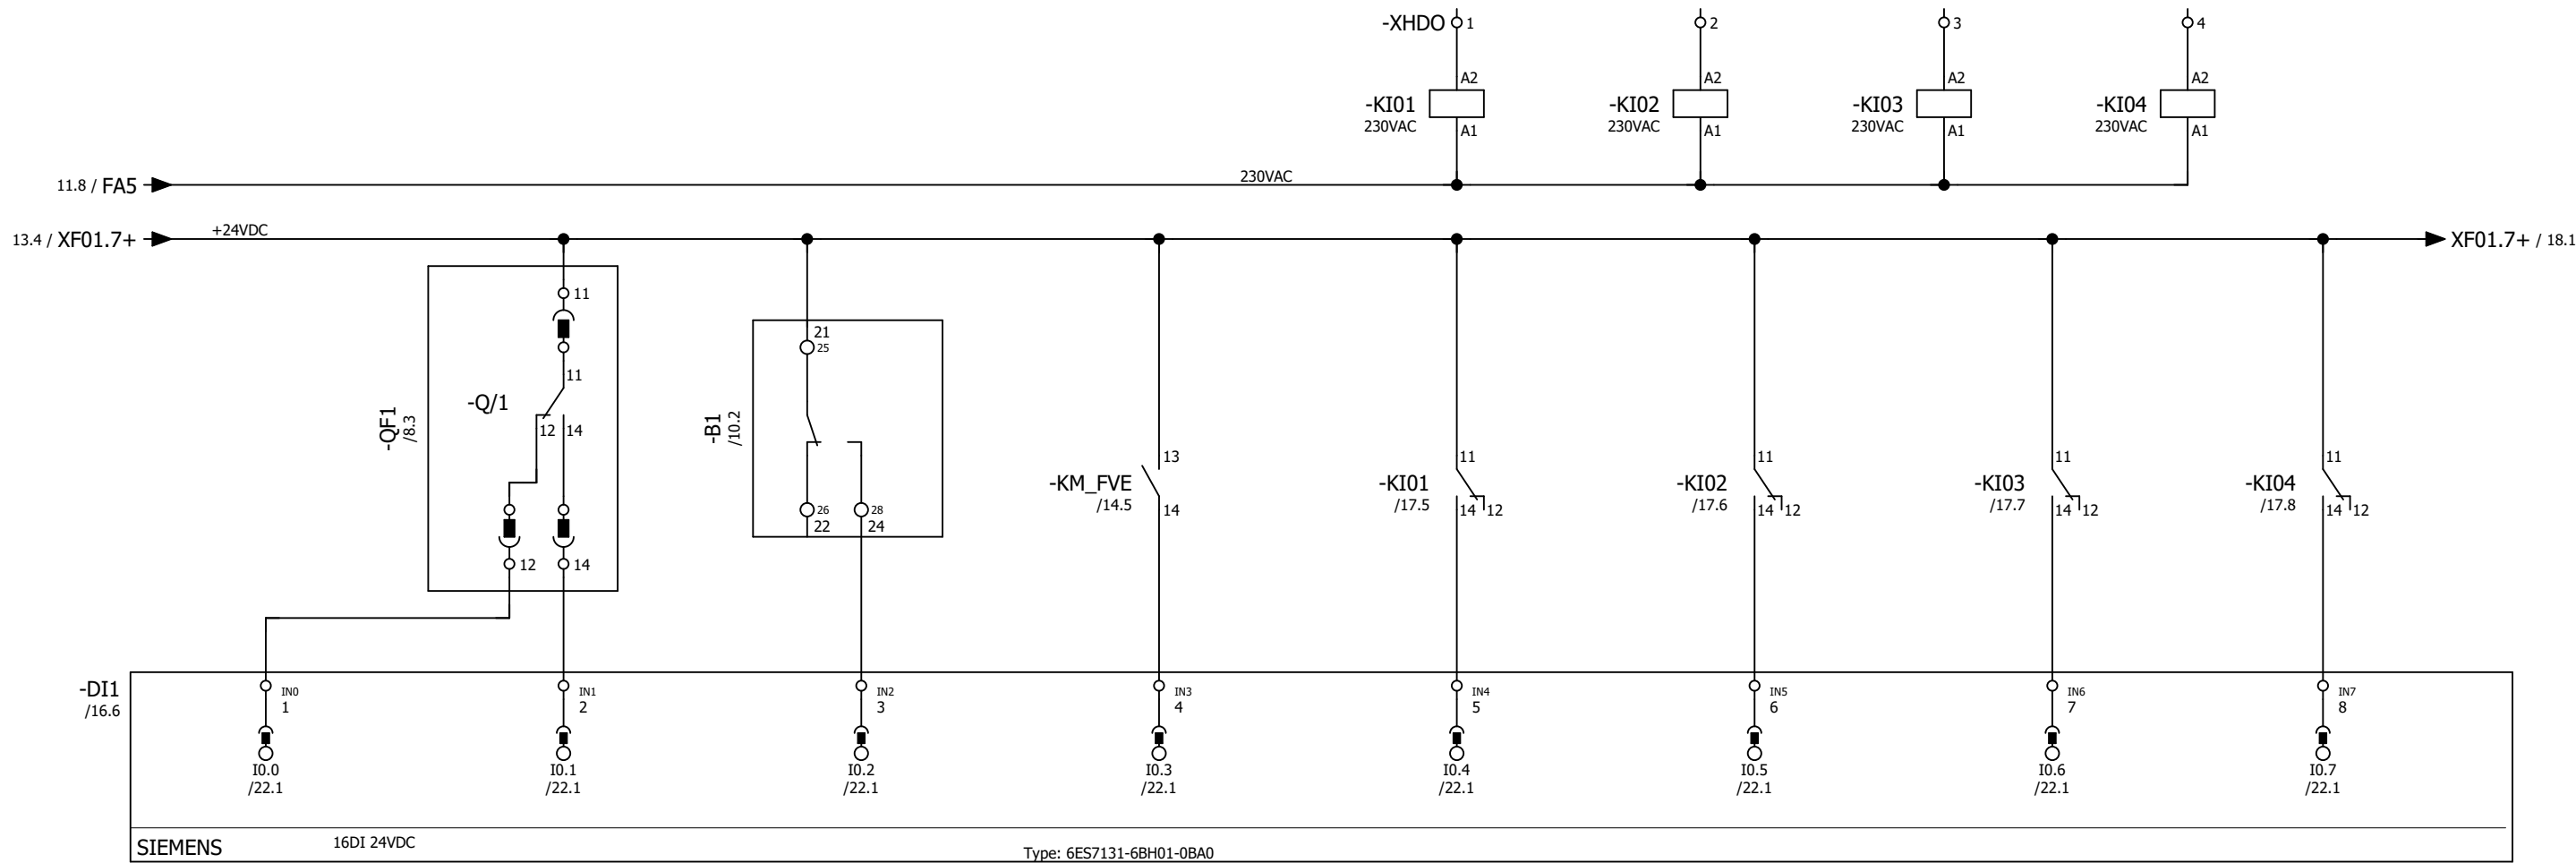 -XHDO 1 2 3 4
A2 A2 A2 A2
-KI01 -KI02 -KI03 -KI04
230VAC 230VAC 230VAC 230VAC
A1 A1 A1 A1
11.8 / FA5 230VAC
13.4 / XF01.7+ +24VDC XF01.7+ / 18.1
11
21
25
11
-Q/1
-QF1
/8.3
12 14
-B1
/10.2
13 11 11 11 11
-KM_FVE -KI01 -KI02 -KI03 -KI04
/14.5 /17.5 /17.6 /17.7 /17.8
14 14 12 14 12 14 12 14 12
26 28
22 24
12 14
-DI1
/16.6
IN0 IN1 IN2 IN3 IN4 IN5 IN6 IN7
1 2 3 4 5 6 7 8
I0.0 I0.1 I0.2 I0.3 I0.4 I0.5 I0.6 I0.7
/22.1 /22.1 /22.1 /22.1 /22.1 /22.1 /22.1 /22.1
SIEMENS 16DI 24VDC
Type: 6ES7131-6BH01-0BA0